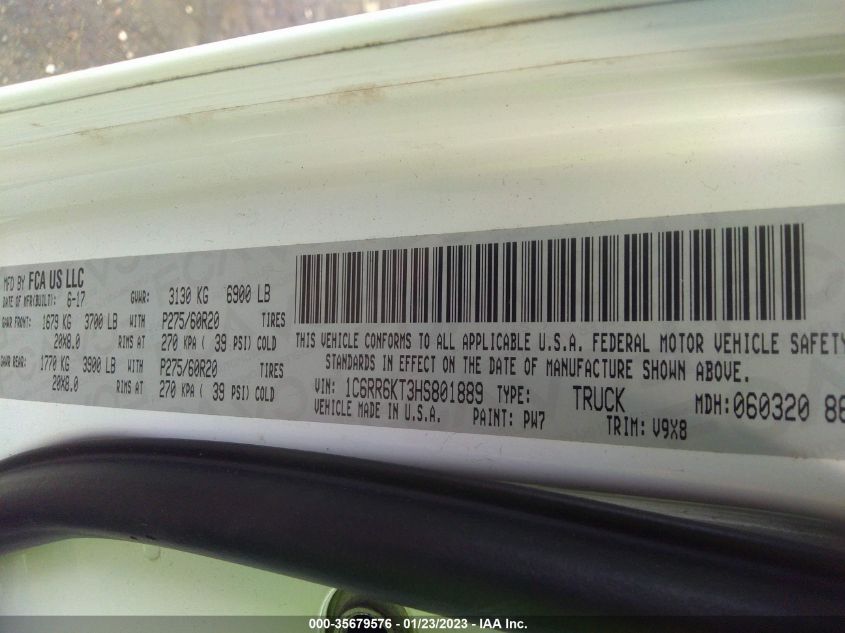 MFD BY FCA US LLC
DATE OF MFR(BUILT): 6-17 GVWR: 3130 KG 6900 LB
GAWR FRONT: 1679 KG 3700 LB WITH P275/60R20 TIRES
20X8.0 RIMS AT 270 KPA ( 39 PSI) COLD
GAWR REAR: 1770 KG 3900 LB WITH P275/60R20 TIRES
20X8.0 RIMS AT 270 KPA ( 39 PSI) COLD
THIS VEHICLE CONFORMS TO ALL APPLICABLE U.S.A. FEDERAL MOTOR VEHICLE SAFETY
STANDARDS IN EFFECT ON THE DATE OF MANUFACTURE SHOWN ABOVE.
VIN: 1C6RR6KT3HS801889 TYPE: TRUCK MDH: 060320 86
VEHICLE MADE IN U.S.A. PAINT: PW7 TRIM: V9X8
000-35679576 - 01/23/2023 - IAA Inc.